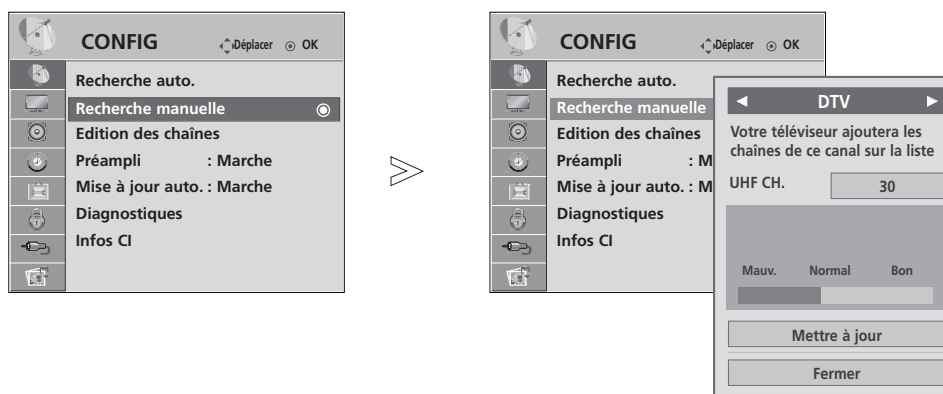 CONFIG
Déplacer OK
Recherche auto.
Recherche manuelle
Edition des chaînes
Préampli : Marche
Mise à jour auto. : Marche
Diagnostiques
Infos CI
CONFIG
Déplacer OK
Recherche auto.
Recherche manuelle
Edition des chaînes
Préampli : M
Mise à jour auto. : M
Diagnostiques
Infos CI
DTV
Votre téléviseur ajoutera les
chaînes de ce canal sur la liste
UHF CH. 30
Mauv. Normal Bon
Mettre à jour
Fermer